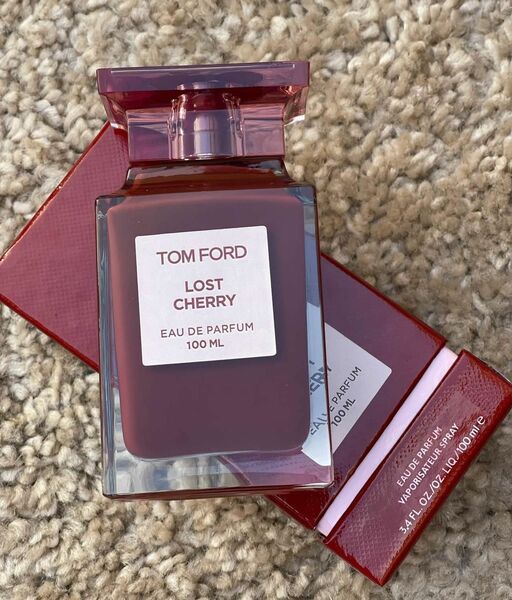 TOM FORD
LOST
CHERRY
EAU DE PARFUM
100 ML
EAU DE PARFUM
100 ML
EAU DE PARFUM
VAPORISATEUR SPRAY
3,4 FL. OZ/OZ. LIQ./100 ml e